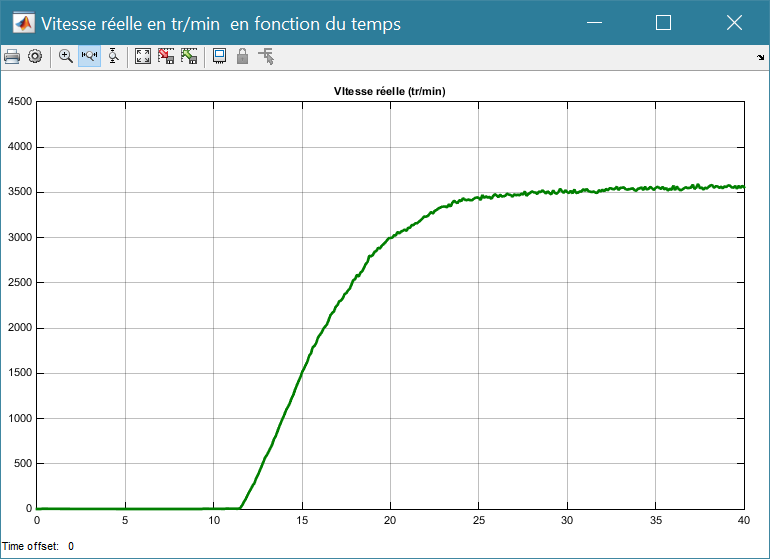 Vitesse réelle en tr/min  en fonction du temps
VItesse réelle (tr/min)
4500
4000
3500
3000
2500
2000
1500
1000
500
0
0 5 10 15 20 25 30 35 40
Time offset: 0